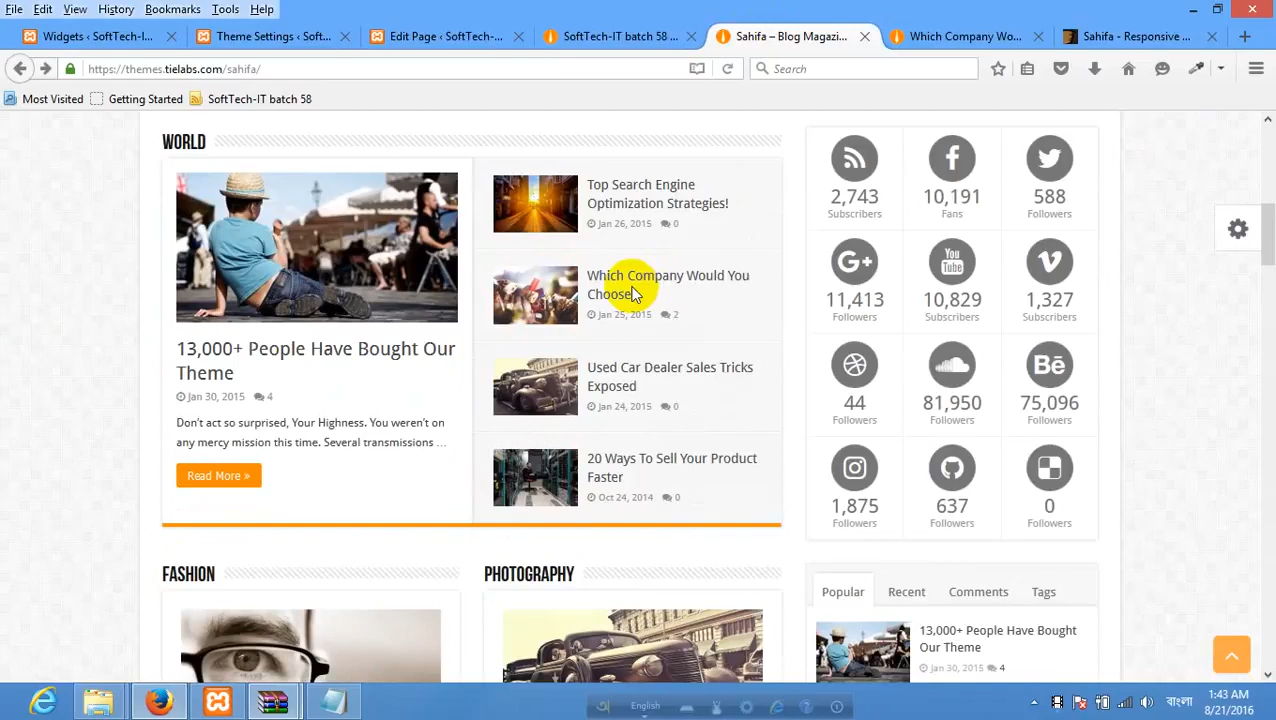 File Edit View History Bookmarks Tools Help
Widgets ‹ SoftTech-I...
Theme Settings ‹ Soft...
Edit Page ‹ SoftTech-...
SoftTech-IT batch 58 ...
Sahifa – Blog Magazi...
Which Company Wo...
Sahifa - Responsive ...
https://themes.tielabs.com/sahifa/
Search
Most Visited Getting Started SoftTech-IT batch 58
WORLD
13,000+ People Have Bought Our
Theme
Jan 30, 2015 4
Don't act so surprised, Your Highness. You weren't on
any mercy mission this time. Several transmissions ...
Read More »
Top Search Engine
Optimization Strategies!
Jan 26, 2015 0
Which Company Would You
Choose
Jan 25, 2015 2
Used Car Dealer Sales Tricks
Exposed
Jan 24, 2015 0
20 Ways To Sell Your Product
Faster
Oct 24, 2014 0
2,743 10,191 588
Subscribers Fans Followers
G+ You Tube
11,413 10,829 1,327
Followers Subscribers Followers
Bē
44 81,950 75,096
Followers Followers Followers
1,875 637 0
Followers Followers Followers
FASHION
PHOTOGRAPHY
Popular Recent Comments Tags
13,000+ People Have Bought
Our Theme
Jan 30, 2015 4
English
বাংলা
1:43 AM
8/21/2016